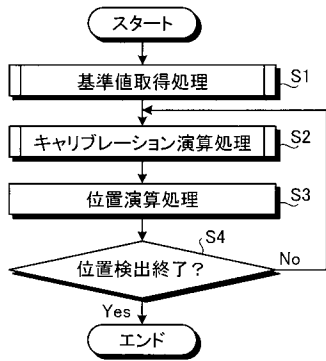 スタート
基準値取得処理
S1
キャリブレーション演算処理
S2
位置演算処理
S3
S4
位置検出終了？
No
Yes
エンド